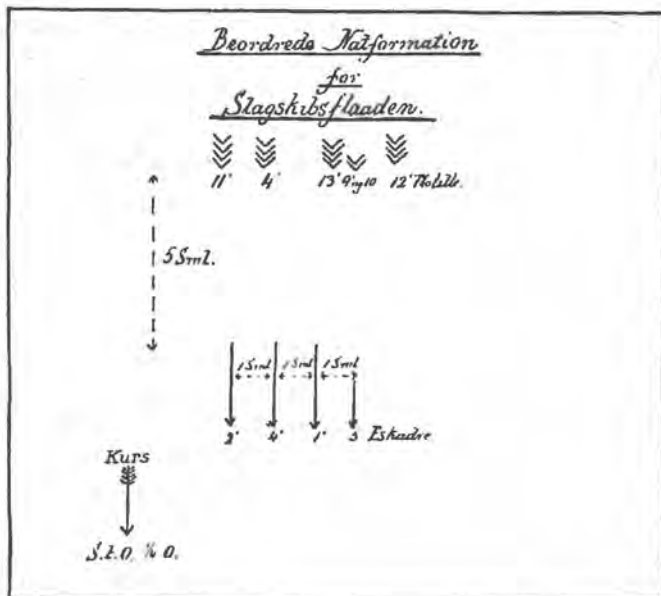 Beordrede Natformation
for
Slagskibsflaaden.
11' 4' 13' 9' og 10 12' Flotille.
5 Sml.
1 Sml 1 Sml 1 Sml
2' 4' 1' 3 Eskadre
Kurs
S.t.O. ½ O.